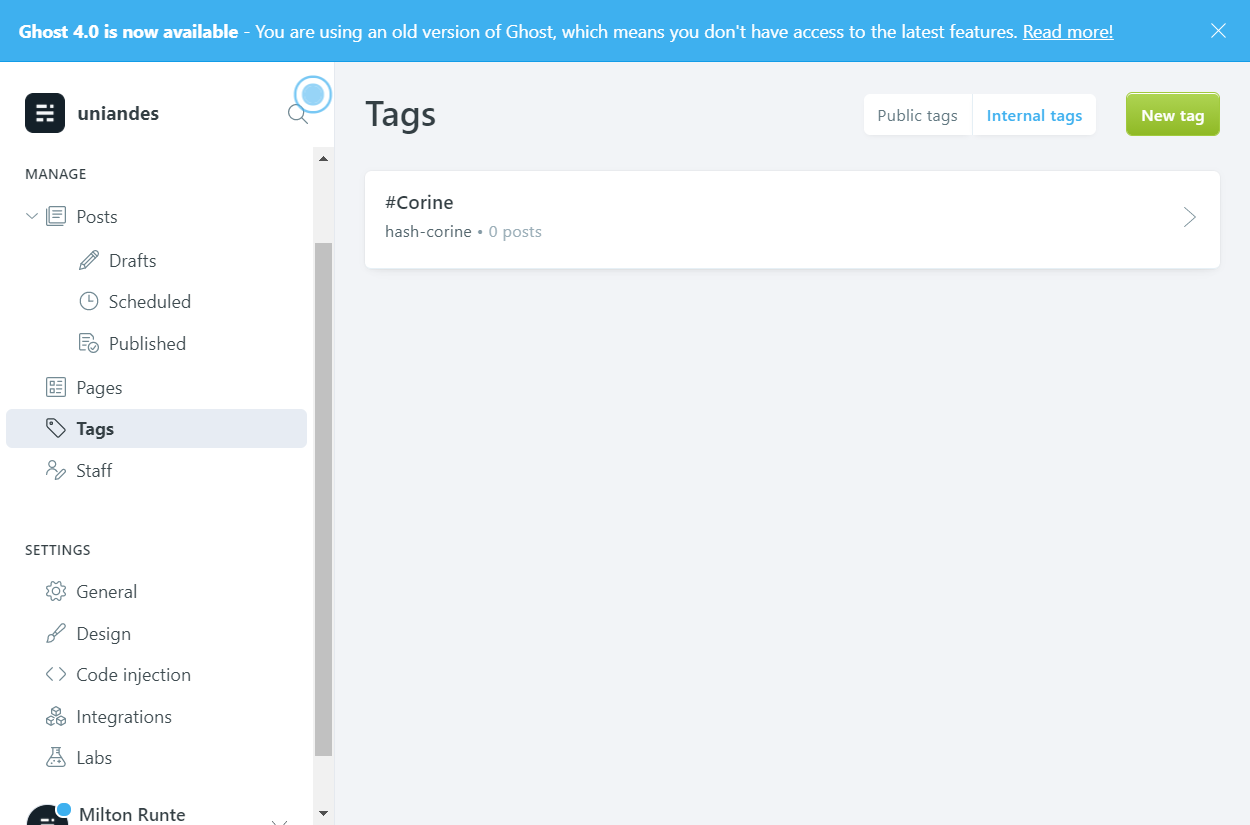 Ghost 4.0 is now available - You are using an old version of Ghost, which means you don't have access to the latest features. Read more!
uniandes
MANAGE
Posts
Drafts
Scheduled
Published
Pages
Tags
Staff
SETTINGS
General
Design
Code injection
Integrations
Labs
Milton Runte
Tags
Public tags
Internal tags
New tag
#Corine
hash-corine • 0 posts